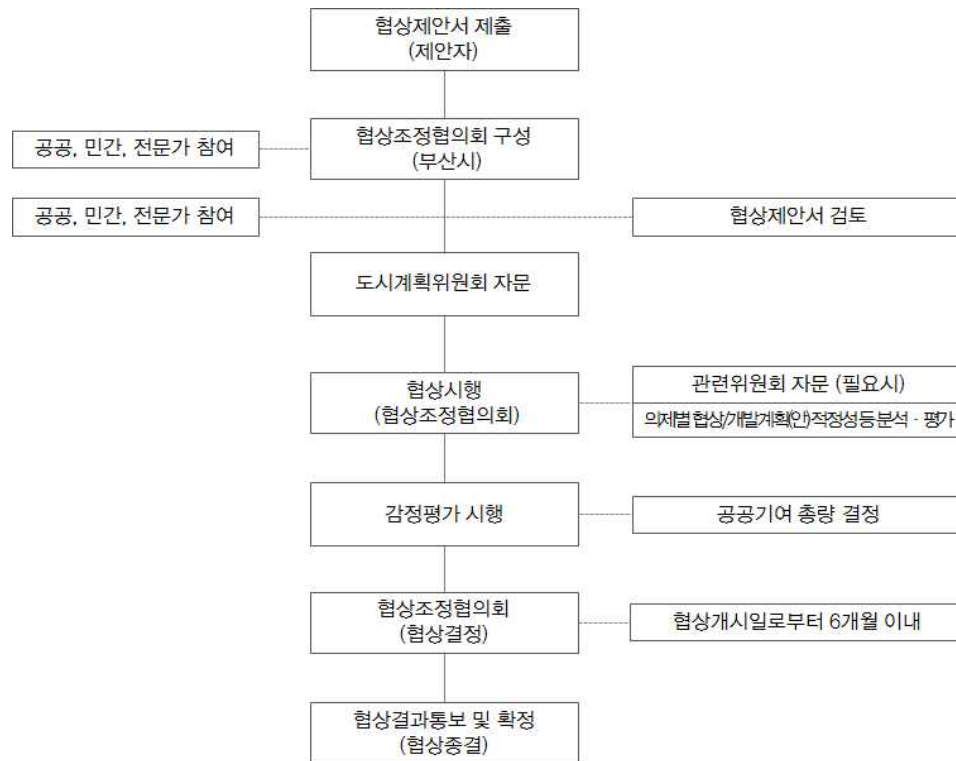 협상제안서 제출
(제안자)
공공, 민간, 전문가 참여
협상조정협의회 구성
(부산시)
공공, 민간, 전문가 참여
협상제안서 검토
도시계획위원회 자문
협상시행
(협상조정협의회)
관련위원회 자문 (필요시)
의제별 협상/개발계획(안)적정성등 분석 · 평가
감정평가 시행
공공기여 총량 결정
협상조정협의회
(협상결정)
협상개시일로부터 6개월 이내
협상결과통보 및 확정
(협상종결)